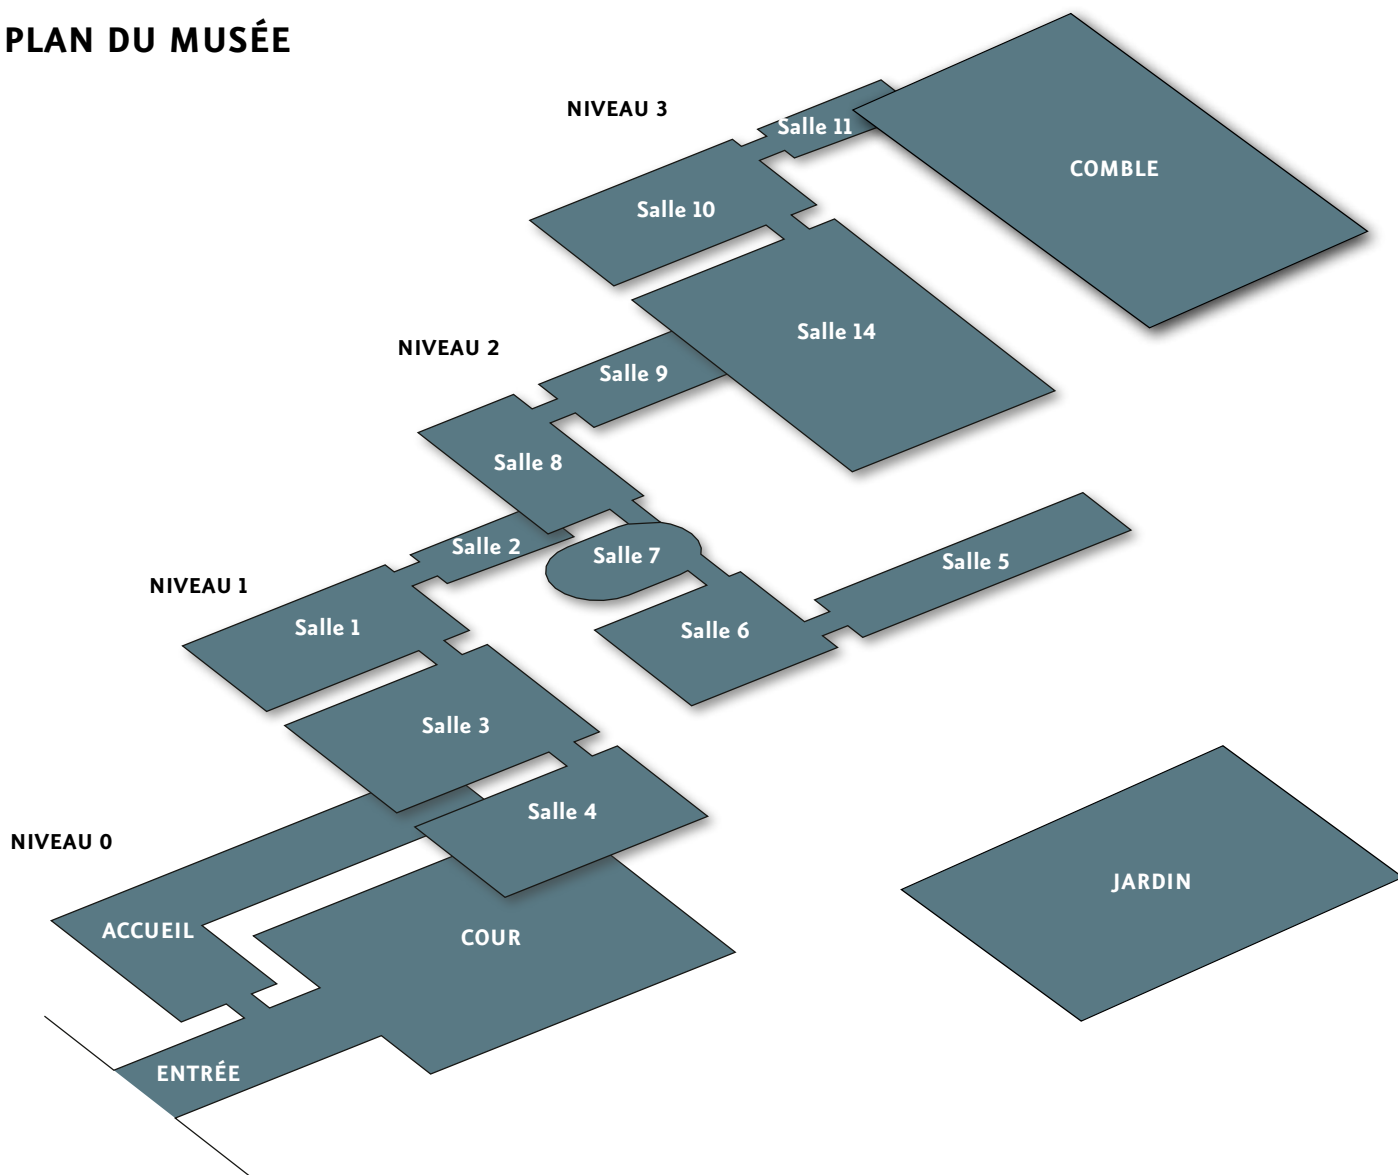 PLAN DU MUSÉE
NIVEAU 3
Salle 11
COMBLE
Salle 10
Salle 14
NIVEAU 2
Salle 9
Salle 8
Salle 2
Salle 7
Salle 5
NIVEAU 1
Salle 1
Salle 6
Salle 3
Salle 4
NIVEAU 0
JARDIN
ACCUEIL
COUR
ENTRÉE